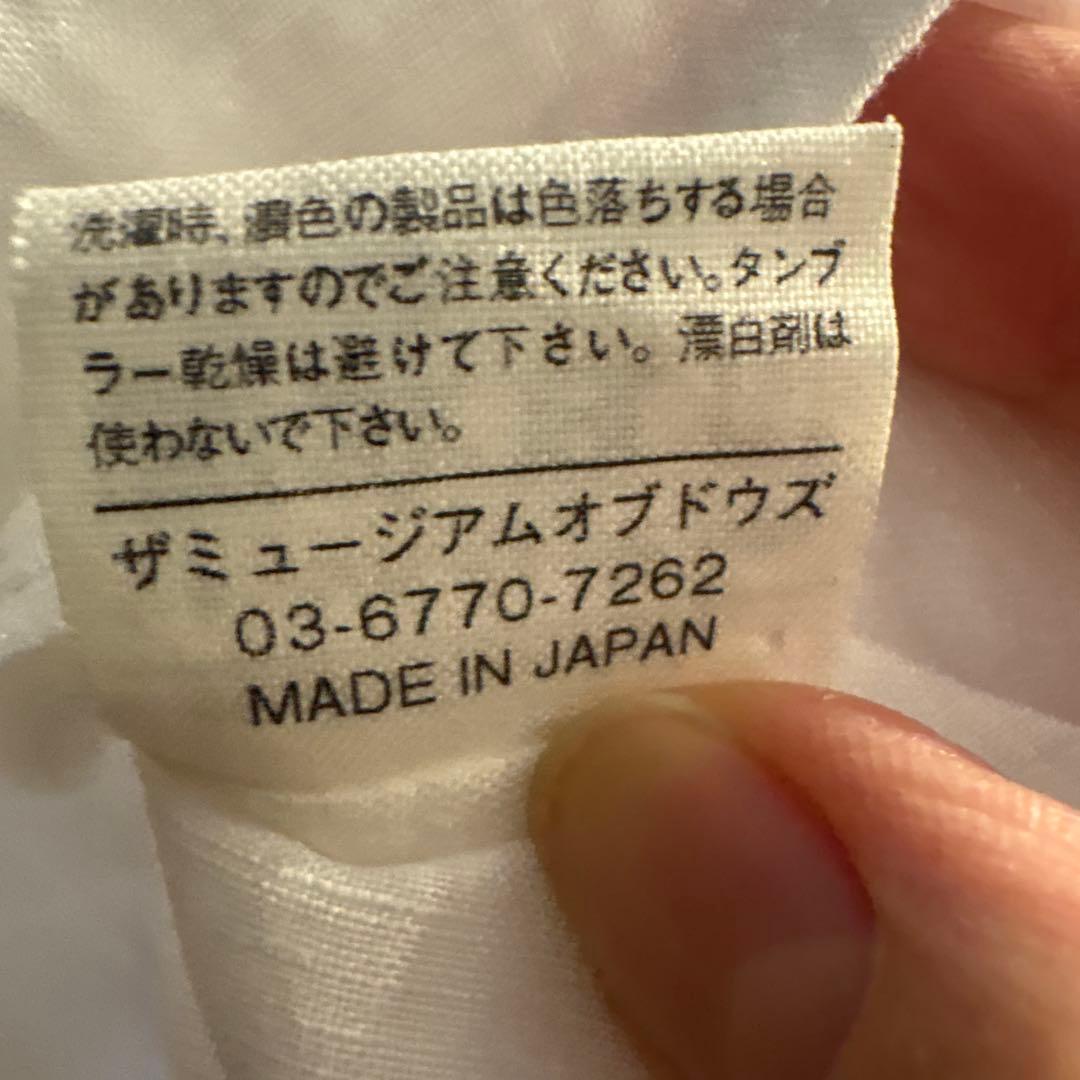 洗濯時、濃色の製品は色落ちする場合
がありますのでご注意ください。タンブ
ラー乾燥は避けて下さい。漂白剤は
使わないで下さい。
ザミュージアムオブドウズ
03-6770-7262
MADE IN JAPAN